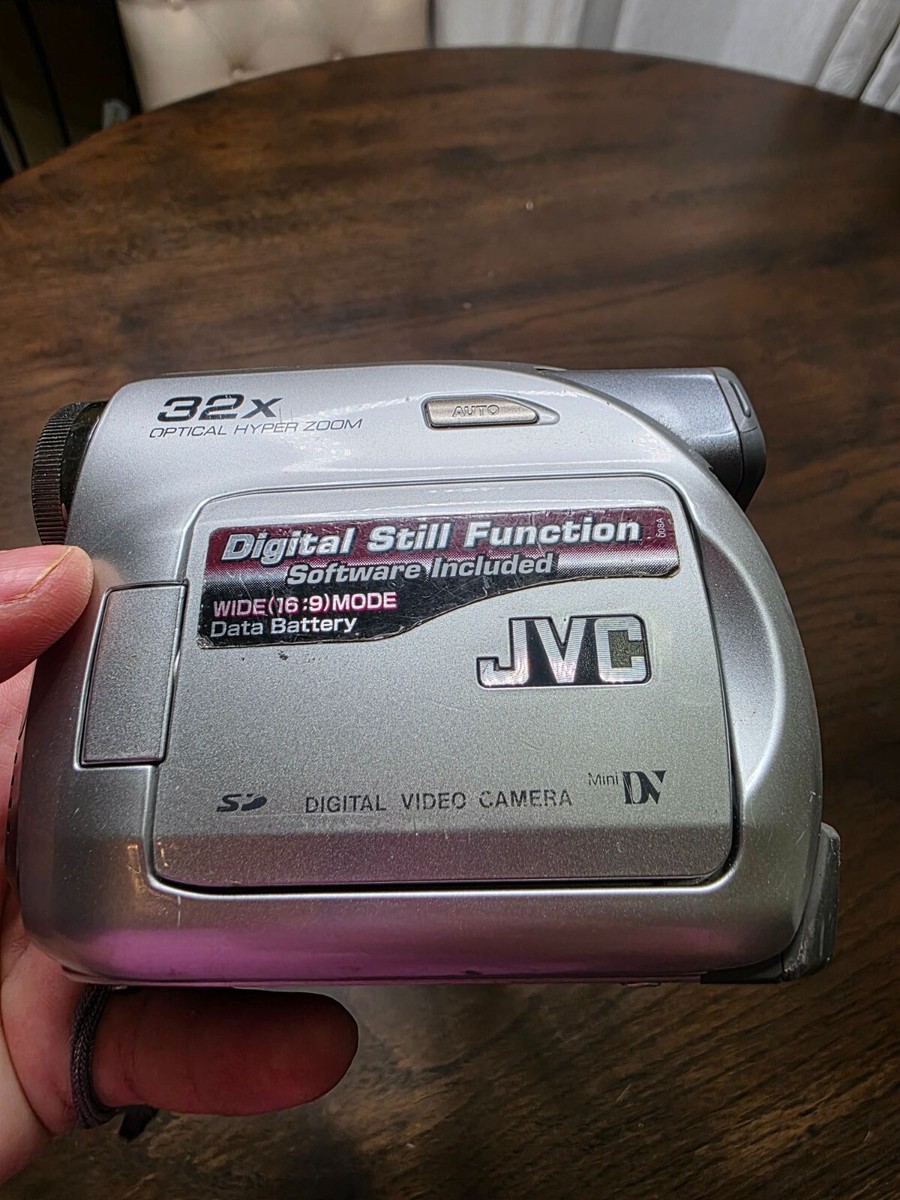 32X
OPTICAL HYPER ZOOM
AUTO
Digital Still Function
Software Included
WIDE(16:9)MODE
Data Battery
008A
JVC
SD
DIGITAL VIDEO CAMERA
Mini DV